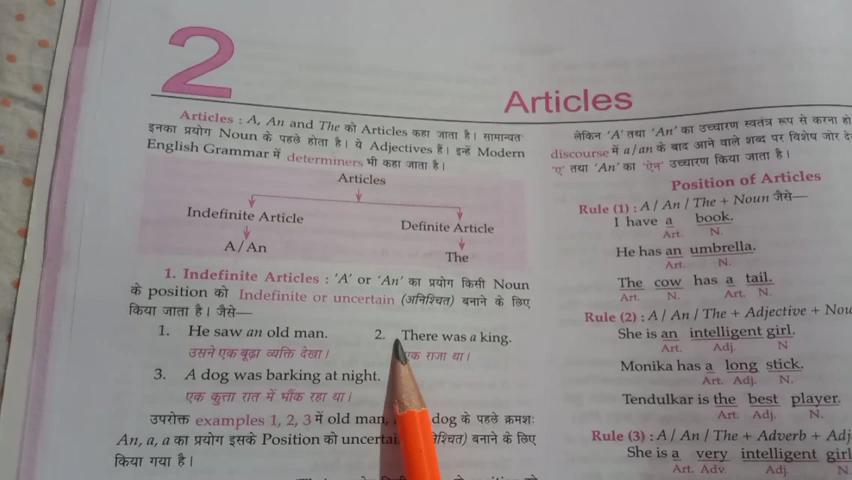 2
Articles
Articles : A, An and The को Articles कहा जाता है। सामान्यतः
इनका प्रयोग Noun के पहले होता है। ये Adjectives हैं। इन्हें Modern
English Grammar में determiners भी कहा जाता है।
Articles
Indefinite Article
Definite Article
A/An
The
1. Indefinite Articles : 'A' or 'An' का प्रयोग किसी Noun
के position को Indefinite or uncertain (अनिश्चित) बनाने के लिए
किया जाता है। जैसे—
1. He saw an old man.
उसने एक बूढ़ा व्यक्ति देखा।
2. There was a king.
एक राजा था।
3. A dog was barking at night.
एक कुत्ता रात में भौंक रहा था।
उपरोक्त examples 1, 2, 3 में old man, dog के पहले क्रमशः
An, a, a का प्रयोग इसके Position को बनाने के लिए
किया गया है।
लेकिन 'A' तथा 'An' का उच्चारण स्वतंत्र रूप से करना हो
discourse में a/an के बाद आने वाले शब्द पर विशेष जोर
'ए' तथा 'An' का 'ऐन' उच्चारण किया जाता है।
Position of Articles
Rule (1) : A / An / The + Noun जैसे—
I have a book.
Art. N.
He has an umbrella.
Art. N.
The cow has a tail.
Art. N. Art. N.
Rule (2) : A / An / The + Adjective +
She is an intelligent girl.
Art. Adj. N
Monika has a long stick.
Art. Adj. N.
Tendulkar is the best player.
Art. Adj. N.
Rule (3) : A / An / The + Adverb +
She is a very intelligent girl
Art. Adv. Adj. N